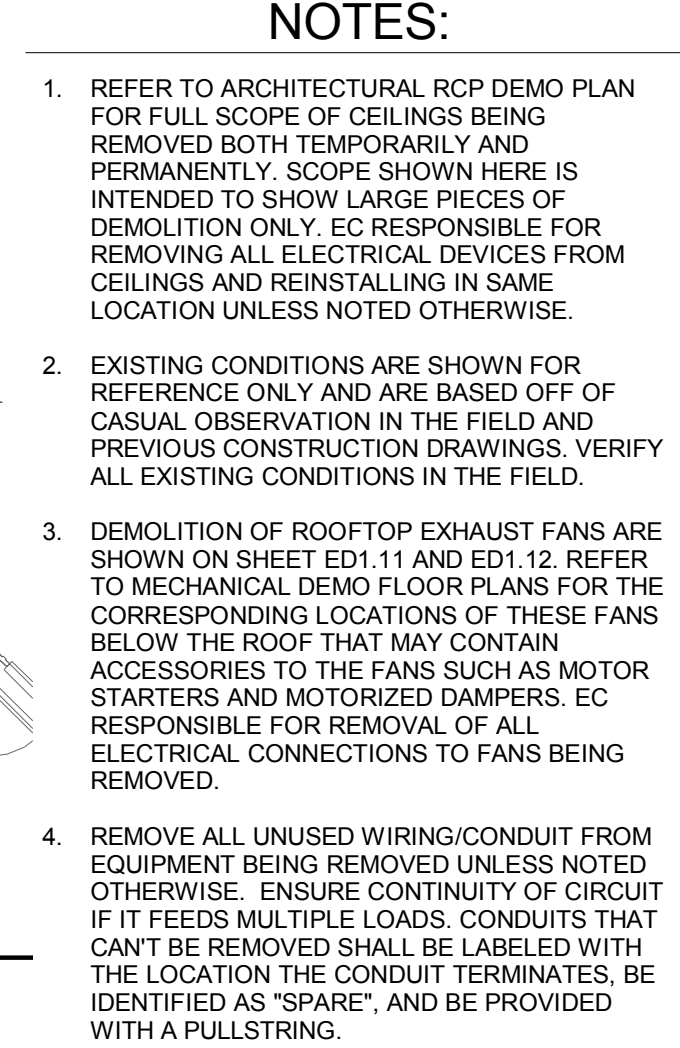 NOTES:
1. REFER TO ARCHITECTURAL RCP DEMO PLAN
FOR FULL SCOPE OF CEILINGS BEING
REMOVED BOTH TEMPORARILY AND
PERMANENTLY. SCOPE SHOWN HERE IS
INTENDED TO SHOW LARGE PIECES OF
DEMOLITION ONLY. EC RESPONSIBLE FOR
REMOVING ALL ELECTRICAL DEVICES FROM
CEILINGS AND REINSTALLING IN SAME
LOCATION UNLESS NOTED OTHERWISE.
2. EXISTING CONDITIONS ARE SHOWN FOR
REFERENCE ONLY AND ARE BASED OFF OF
CASUAL OBSERVATION IN THE FIELD AND
PREVIOUS CONSTRUCTION DRAWINGS. VERIFY
ALL EXISTING CONDITIONS IN THE FIELD.
3. DEMOLITION OF ROOFTOP EXHAUST FANS ARE
SHOWN ON SHEET ED1.11 AND ED1.12. REFER
TO MECHANICAL DEMO FLOOR PLANS FOR THE
CORRESPONDING LOCATIONS OF THESE FANS
BELOW THE ROOF THAT MAY CONTAIN
ACCESSORIES TO THE FANS SUCH AS MOTOR
STARTERS AND MOTORIZED DAMPERS. EC
RESPONSIBLE FOR REMOVAL OF ALL
ELECTRICAL CONNECTIONS TO FANS BEING
REMOVED.
4. REMOVE ALL UNUSED WIRING/CONDUIT FROM
EQUIPMENT BEING REMOVED UNLESS NOTED
OTHERWISE. ENSURE CONTINUITY OF CIRCUIT
IF IT FEEDS MULTIPLE LOADS. CONDUITS THAT
CAN'T BE REMOVED SHALL BE LABELED WITH
THE LOCATION THE CONDUIT TERMINATES, BE
IDENTIFIED AS "SPARE", AND BE PROVIDED
WITH A PULLSTRING.